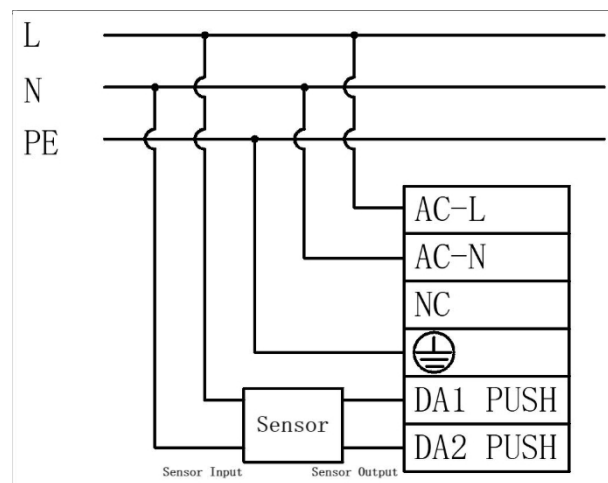 L
N
PE
AC-L
AC-N
NC
DA1 PUSH
Sensor
DA2 PUSH
Sensor Input
Sensor Output